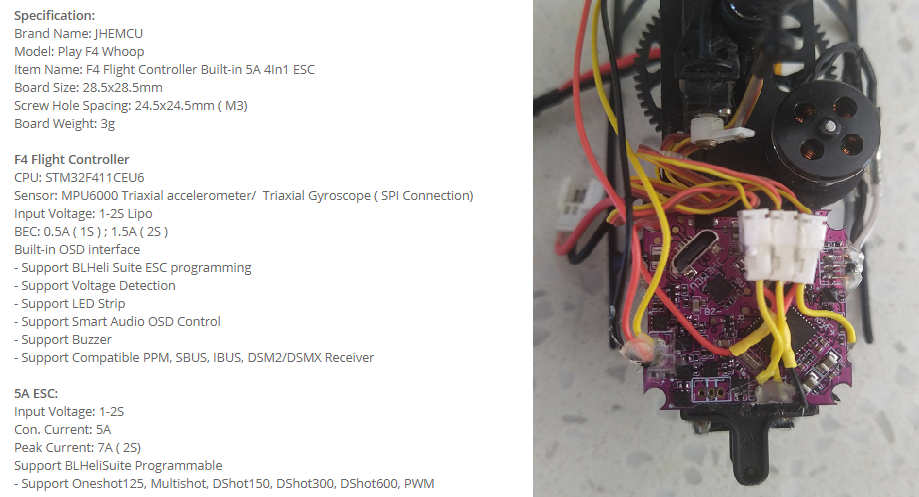 Specification:
Brand Name: JHEMCU
Model: Play F4 Whoop
Item Name: F4 Flight Controller Built-in 5A 4In1 ESC
Board Size: 28.5x28.5mm
Screw Hole Spacing: 24.5x24.5mm ( M3)
Board Weight: 3g
F4 Flight Controller
CPU: STM32F411CEU6
Sensor: MPU6000 Triaxial accelerometer/ Triaxial Gyroscope ( SPI Connection)
Input Voltage: 1-2S Lipo
BEC: 0.5A ( 1S ) ; 1.5A ( 2S )
Built-in OSD interface
- Support BLHeli Suite ESC programming
- Support Voltage Detection
- Support LED Strip
- Support Smart Audio OSD Control
- Support Buzzer
- Support Compatible PPM, SBUS, IBUS, DSM2/DSMX Receiver
5A ESC:
Input Voltage: 1-2S
Con. Current: 5A
Peak Current: 7A ( 2S)
Support BLHeliSuite Programmable
- Support Oneshot125, Multishot, DShot150, DShot300, DShot600, PWM
JHEMCU
BZ-